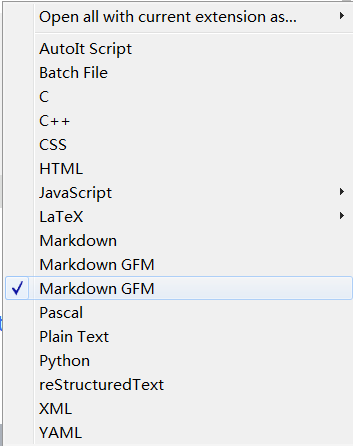 Open all with current extension as...
AutoIt Script
Batch File
C
C++
CSS
HTML
JavaScript
LaTeX
Markdown
Markdown GFM
Markdown GFM
Pascal
Plain Text
Python
reStructuredText
XML
YAML